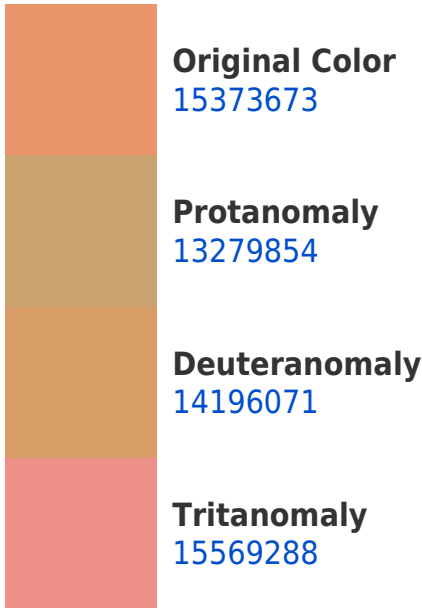 Original Color
15373673
Protanomaly
13279854
Deuteranomaly
14196071
Tritanomaly
15569288